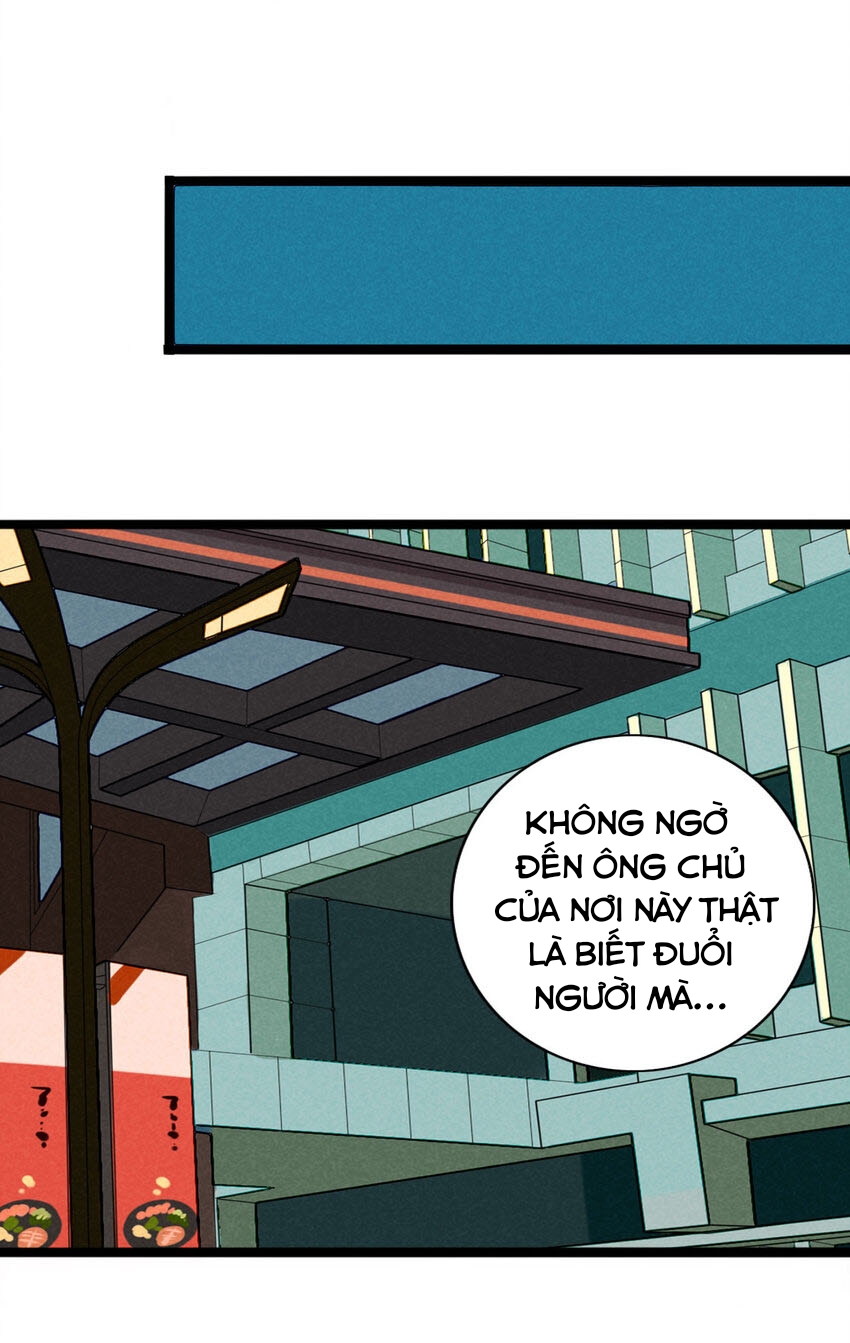 KHÔNG NGỜ
ĐẾN ÔNG CHỦ
CỦA NƠI NÀY THẬT
LÀ BIẾT ĐUỔI
NGƯỜI MÀ...